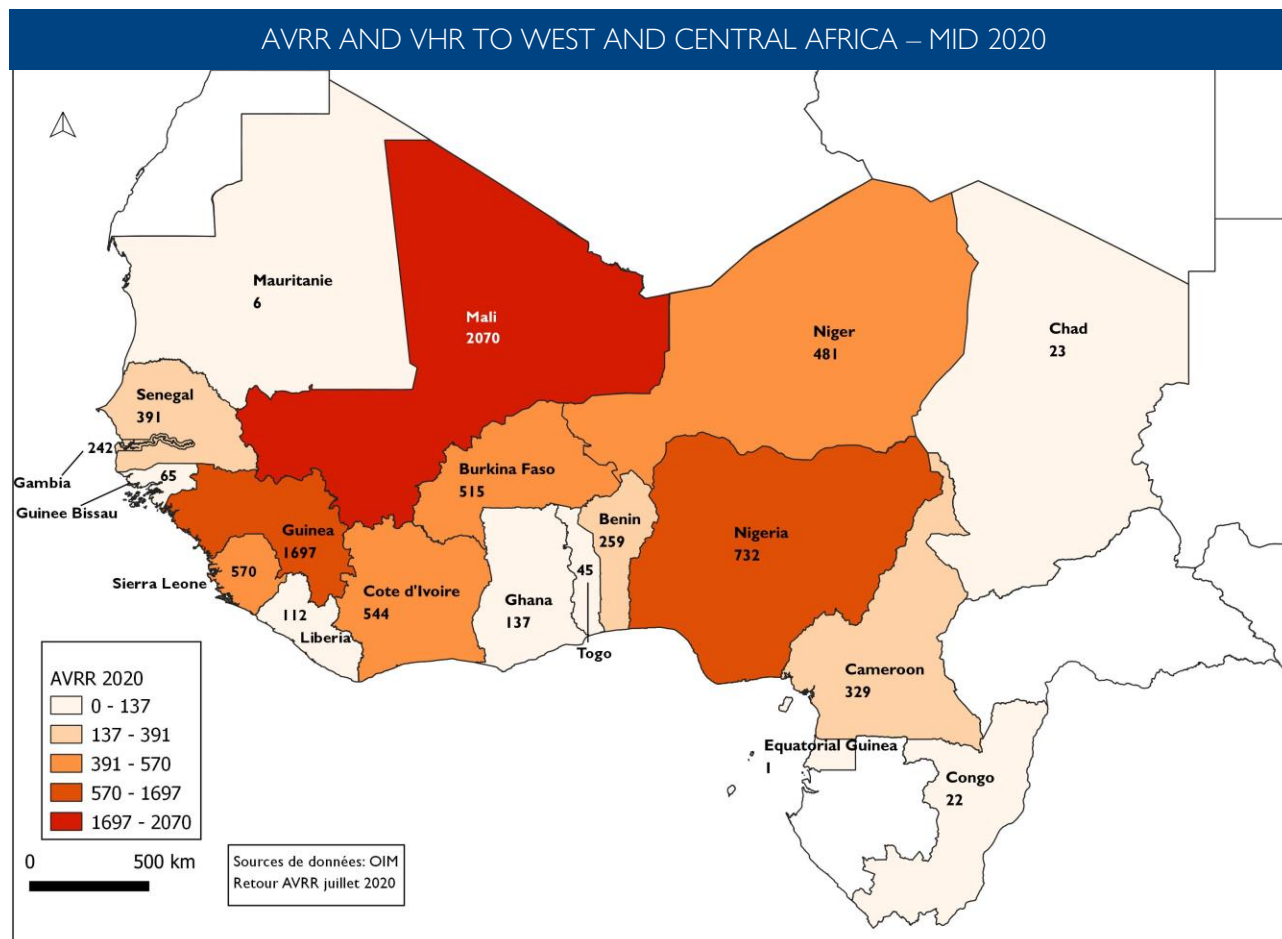 AVRR AND VHR TO WEST AND CENTRAL AFRICA – MID 2020
Mauritanie
6
Mali
2070
Niger
481
Chad
23
Senegal
391
242
Gambia
65
Guinee Bissau
Guinea
1697
Burkina Faso
515
Benin
259
Nigeria
732
570
Sierra Leone
112
Liberia
Cote d'Ivoire
544
Ghana
137
45
Togo
Cameroon
329
Equatorial Guinea
1
Congo
22
AVRR 2020
0 - 137
137 - 391
391 - 570
570 - 1697
1697 - 2070
0 500 km
Sources de données: OIM
Retour AVRR juillet 2020